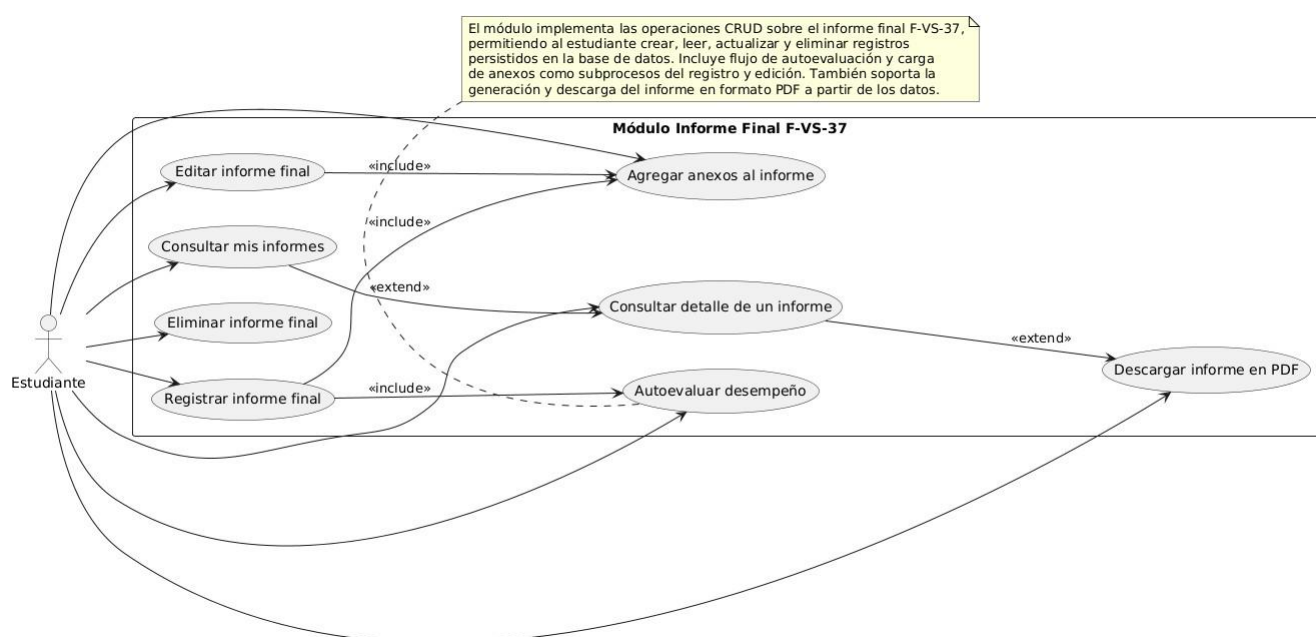 El módulo implementa las operaciones CRUD sobre el informe final F-VS-37,
permitiendo al estudiante crear, leer, actualizar y eliminar registros
persistidos en la base de datos. Incluye flujo de autoevaluación y carga
de anexos como subprocesos del registro y edición. También soporta la
generación y descarga del informe en formato PDF a partir de los datos.
Módulo Informe Final F-VS-37
Editar informe final
«include»
Agregar anexos al informe
«include»
Consultar mis informes
«extend»
Consultar detalle de un informe
Eliminar informe final
«extend»
Descargar informe en PDF
Estudiante
Registrar informe final
«include»
Autoevaluar desempeño